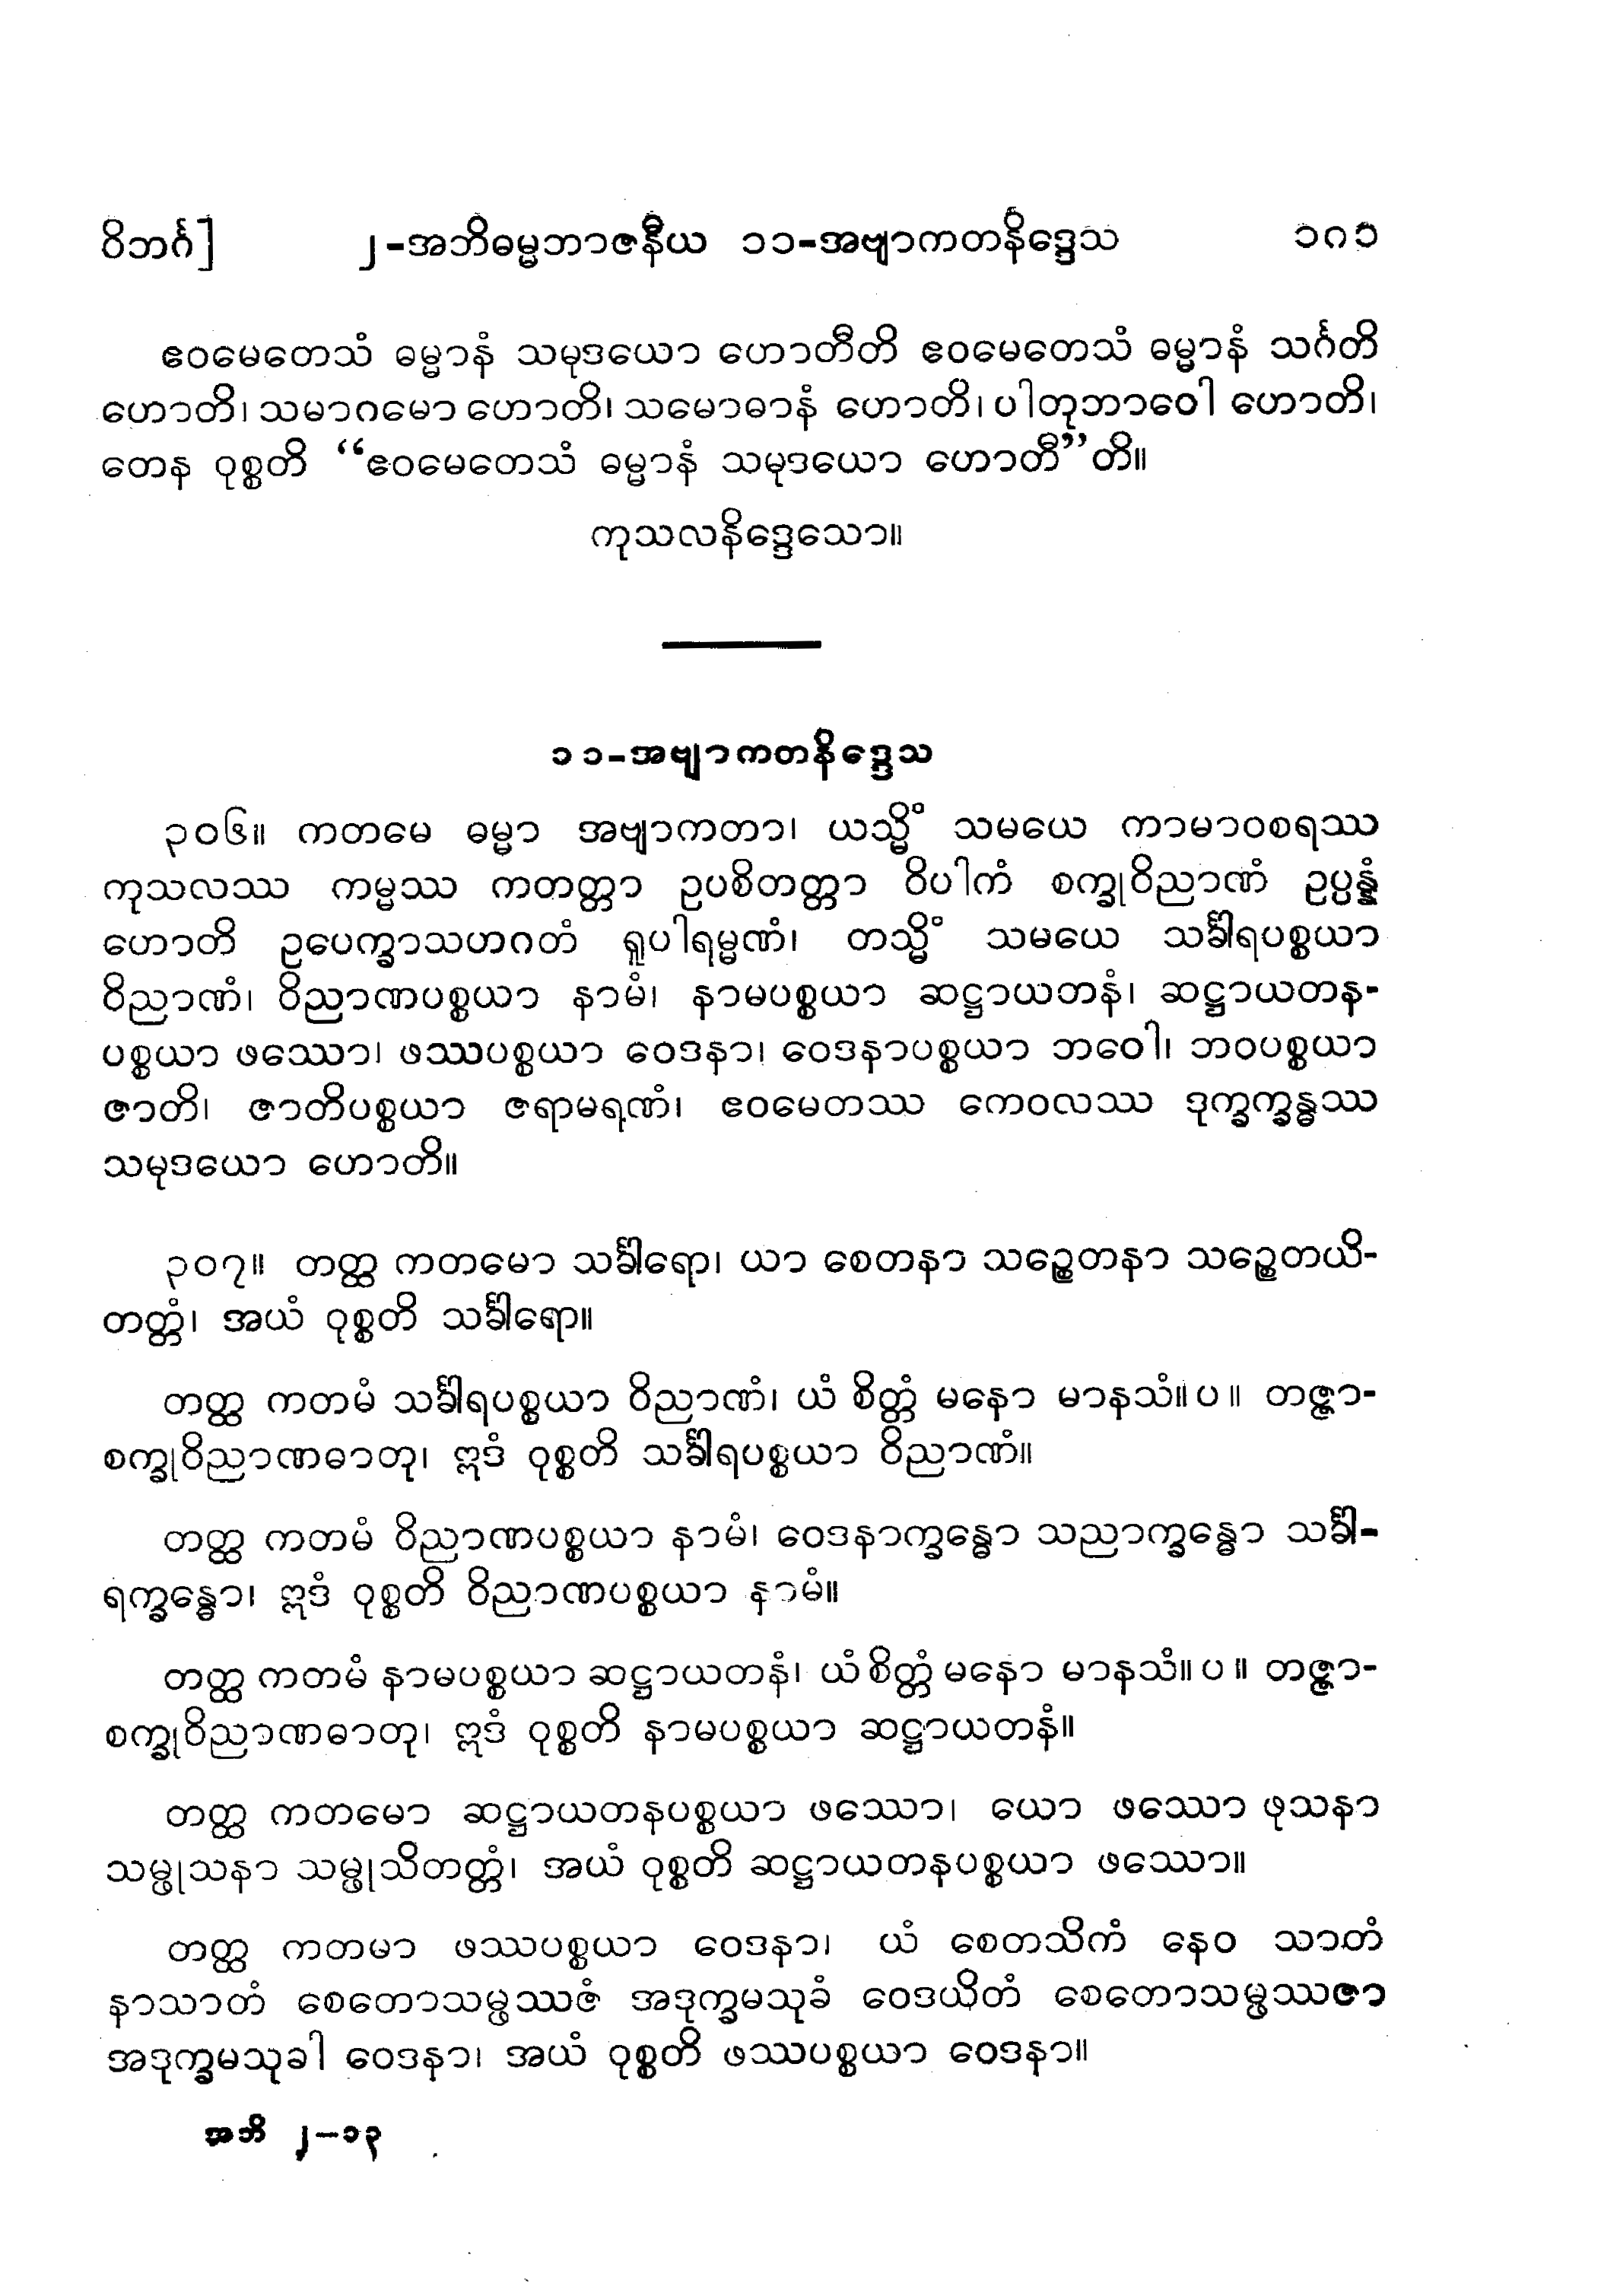 ဝိဘင်္ဂ] ၂-အဘိဓမ္မဘာဇနီယ ၁၁-အဗျာကတနိဒ္ဒေသ ၁၈၁
ဧဝမေတေသံ ဓမ္မာနံ သမုဒယော ဟောတီတိ ဧဝမေတေသံ ဓမ္မာနံ သင်္ဂတိ
ဟောတိ၊ သမာဂမော ဟောတိ၊ သမောဓာနံ ဟောတိ၊ ပါတုဘာဝေါ ဟောတိ၊
တေန ဝုစ္စတိ “ဧဝမေတေသံ ဓမ္မာနံ သမုဒယော ဟောတီ”တိ။
ကုသလနိဒ္ဒေသော။
၁၁-အဗျာကတနိဒ္ဒေသ
၃၀၆။ ကတမေ ဓမ္မာ အဗျာကတာ၊ ယသ္မိံ သမယေ ကာမာဝစရဿ
ကုသလဿ ကမ္မဿ ကတတ္တာ ဥပစိတတ္တာ ဝိပါကံ စက္ခုဝိညာဏံ ဥပ္ပန္နံ
ဟောတိ ဥပေက္ခာသဟဂတံ ရူပါရမ္မဏံ၊ တသ္မိံ သမယေ သင်္ခါရပစ္စယာ
ဝိညာဏံ၊ ဝိညာဏပစ္စယာ နာမံ၊ နာမပစ္စယာ ဆဋ္ဌာယတနံ၊ ဆဋ္ဌာယတန-
ပစ္စယာ ဖဿော၊ ဖဿပစ္စယာ ဝေဒနာ၊ ဝေဒနာပစ္စယာ ဘဝေါ၊ ဘဝပစ္စယာ
ဇာတိ၊ ဇာတိပစ္စယာ ဇရာမရဏံ၊ ဧဝမေတဿ ကေဝလဿ ဒုက္ခက္ခန္ဓဿ
သမုဒယော ဟောတိ။
၃၀၇။ တတ္ထ ကတမော သင်္ခါရော၊ ယာ စေတနာ သဉ္စေတနာ သဉ္စေတယိ-
တတ္တံ၊ အယံ ဝုစ္စတိ သင်္ခါရော။
တတ္ထ ကတမံ သင်္ခါရပစ္စယာ ဝိညာဏံ၊ ယံ စိတ္တံ မနော မာနသံ။ပ။ တဇ္ဇာ-
စက္ခုဝိညာဏဓာတု၊ ဣဒံ ဝုစ္စတိ သင်္ခါရပစ္စယာ ဝိညာဏံ။
တတ္ထ ကတမံ ဝိညာဏပစ္စယာ နာမံ၊ ဝေဒနာက္ခန္ဓော သညာက္ခန္ဓော သင်္ခါ-
ရက္ခန္ဓော၊ ဣဒံ ဝုစ္စတိ ဝိညာဏပစ္စယာ နာမံ။
တတ္ထ ကတမံ နာမပစ္စယာ ဆဋ္ဌာယတနံ၊ ယံ စိတ္တံ မနော မာနသံ။ပ။ တဇ္ဇာ-
စက္ခုဝိညာဏဓာတု၊ ဣဒံ ဝုစ္စတိ နာမပစ္စယာ ဆဋ္ဌာယတနံ။
တတ္ထ ကတမော ဆဋ္ဌာယတနပစ္စယာ ဖဿော၊ ယော ဖဿော ဖုသနာ
သမ္ဖုသနာ သမ္ဖုသိတတ္တံ၊ အယံ ဝုစ္စတိ ဆဋ္ဌာယတနပစ္စယာ ဖဿော။
တတ္ထ ကတမာ ဖဿပစ္စယာ ဝေဒနာ၊ ယံ စေတသိကံ နေဝ သာတံ
နာသာတံ စေတောသမ္ဖဿဇံ အဒုက္ခမသုခံ ဝေဒယိတံ စေတောသမ္ဖဿဇာ
အဒုက္ခမသုခါ ဝေဒနာ၊ အယံ ဝုစ္စတိ ဖဿပစ္စယာ ဝေဒနာ။
အဘိ ၂—၁၃